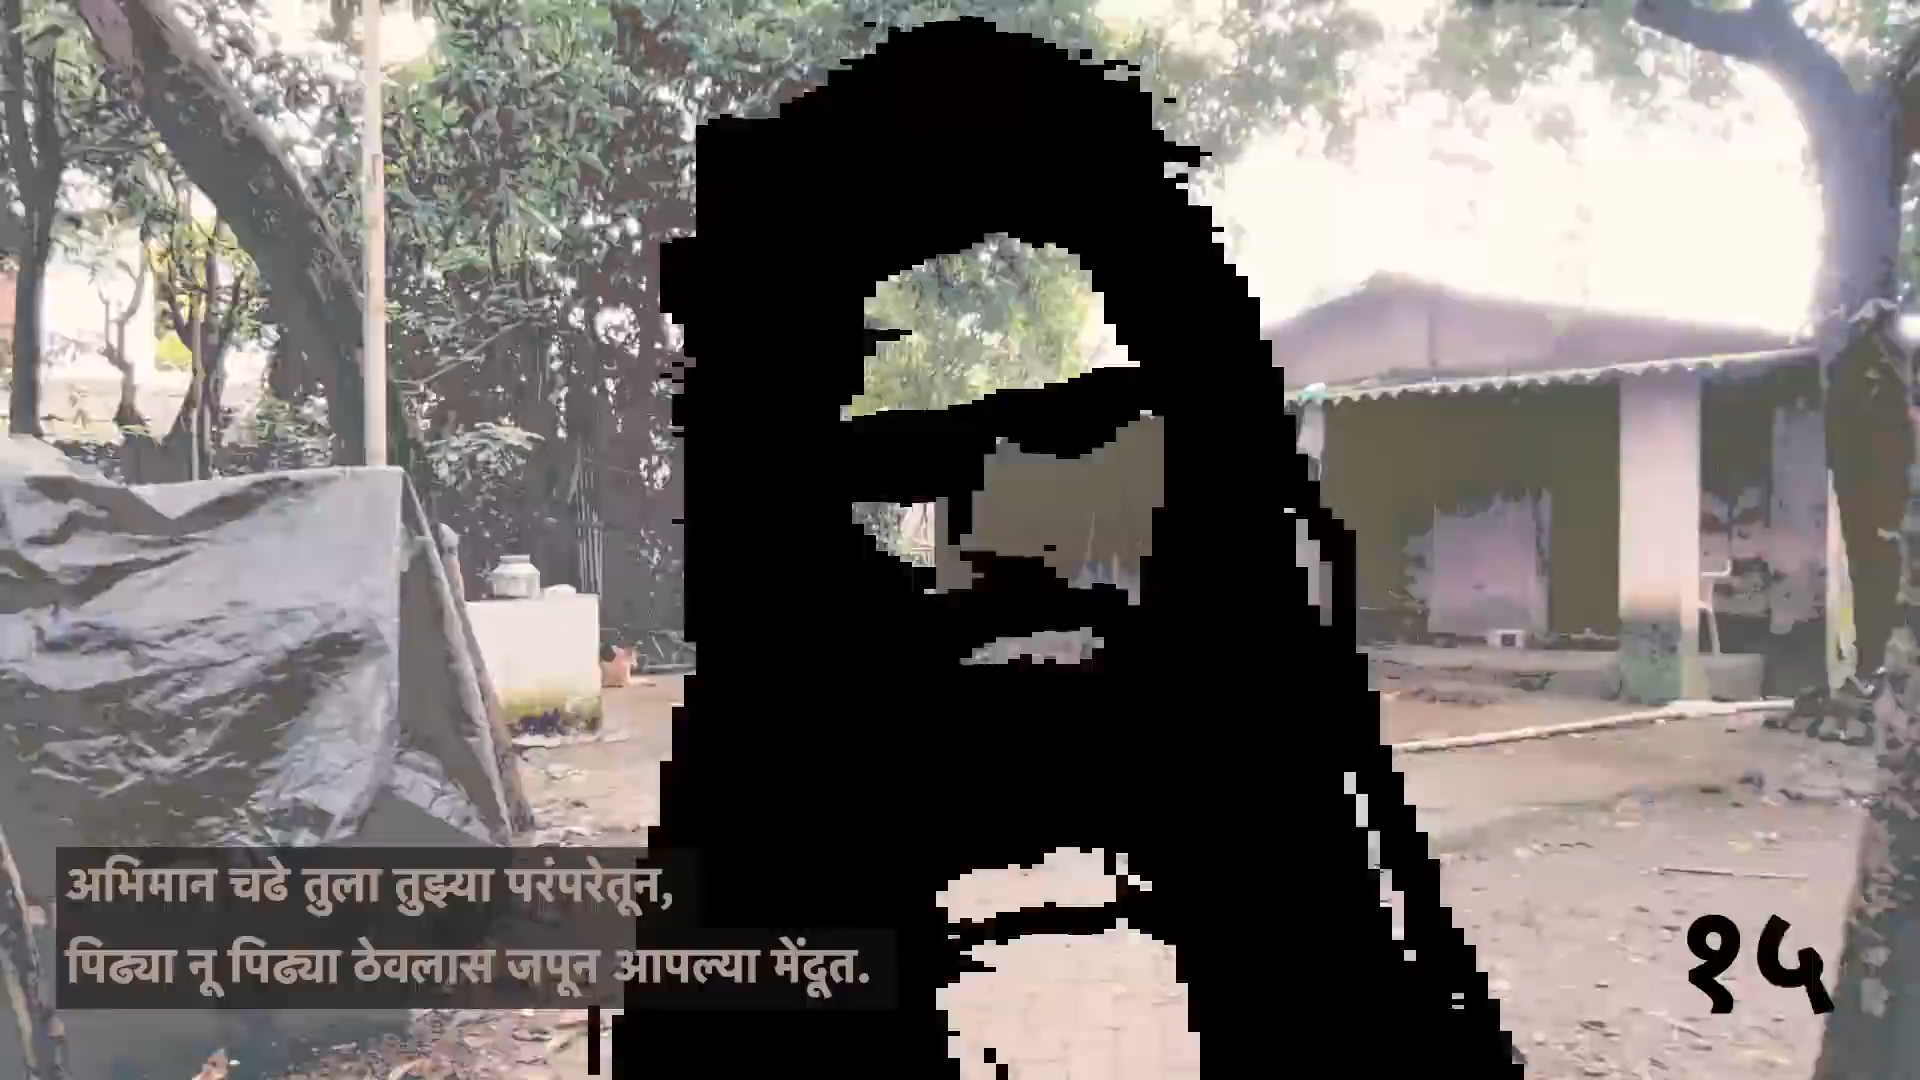 अभिमान चढे तुला तुझ्या परंपरेतून,
पिढ्या नू पिढ्या ठेवलास जपून आपल्या मेंदूत.
१५